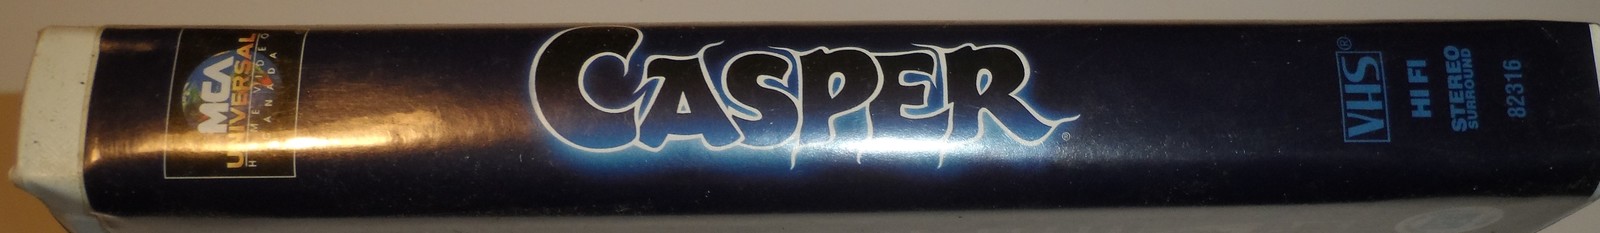 MCA
UNIVERSAL
HOME VIDEO
CANADA
CASPER®
VHS®
HI FI
STEREO
SURROUND
82316